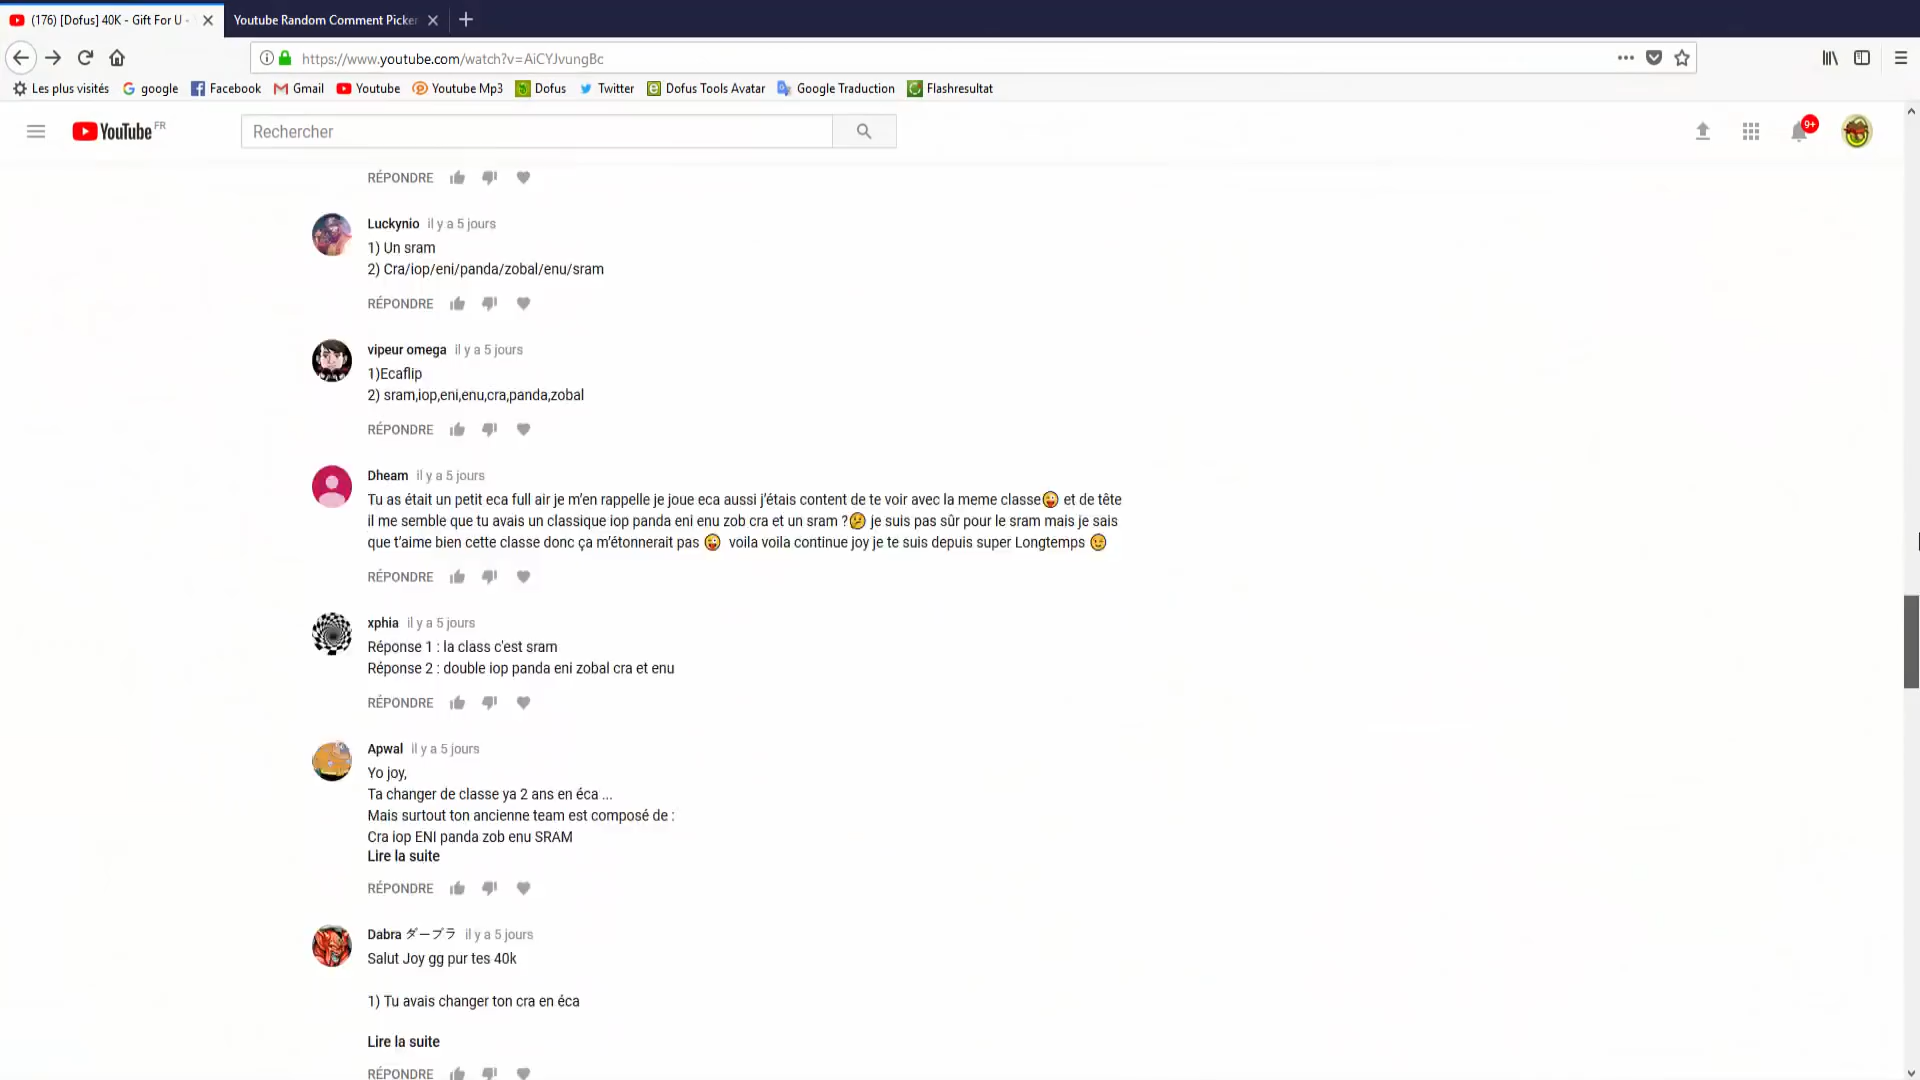 (176) [Dofus] 40K - Gift For U -
Youtube Random Comment Picker
https://www.youtube.com/watch?v=AiCYJvungBc
Les plus visités
google
Facebook
Gmail
Youtube
Youtube Mp3
Dofus
Twitter
Dofus Tools Avatar
Google Traduction
Flashresultat
YouTube FR
Rechercher
9+
RÉPONDRE
Luckynio il y a 5 jours
1) Un sram
2) Cra/iop/eni/panda/zobal/enu/sram
RÉPONDRE
vipeur omega il y a 5 jours
1)Ecaflip
2) sram,iop,eni,enu,cra,panda,zobal
RÉPONDRE
Dheam il y a 5 jours
Tu as était un petit eca full air je m’en rappelle je joue eca aussi j’étais content de te voir avec la meme classe😜 et de tête
il me semble que tu avais un classique iop panda eni enu zob cra et un sram ?🤔 je suis pas sûr pour le sram mais je sais
que t’aime bien cette classe donc ça m’étonnerait pas 😜 voila voila continue joy je te suis depuis super Longtemps 😉
RÉPONDRE
xphia il y a 5 jours
Réponse 1 : la class c'est sram
Réponse 2 : double iop panda eni zobal cra et enu
RÉPONDRE
Apwal il y a 5 jours
Yo joy,
Ta changer de classe ya 2 ans en éca ...
Mais surtout ton ancienne team est composé de :
Cra iop ENI panda zob enu SRAM
Lire la suite
RÉPONDRE
Dabra ダーブラ il y a 5 jours
Salut Joy gg pur tes 40k
1) Tu avais changer ton cra en éca
Lire la suite
RÉPONDRE